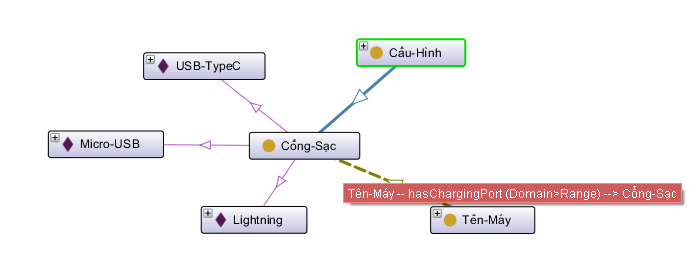 Cấu-Hình
USB-TypeC
Micro-USB
Cổng-Sạc
Tên-Máy -- hasChargingPort (Domain>Range) --> Cổng-Sạc
Lightning
Tên-Máy